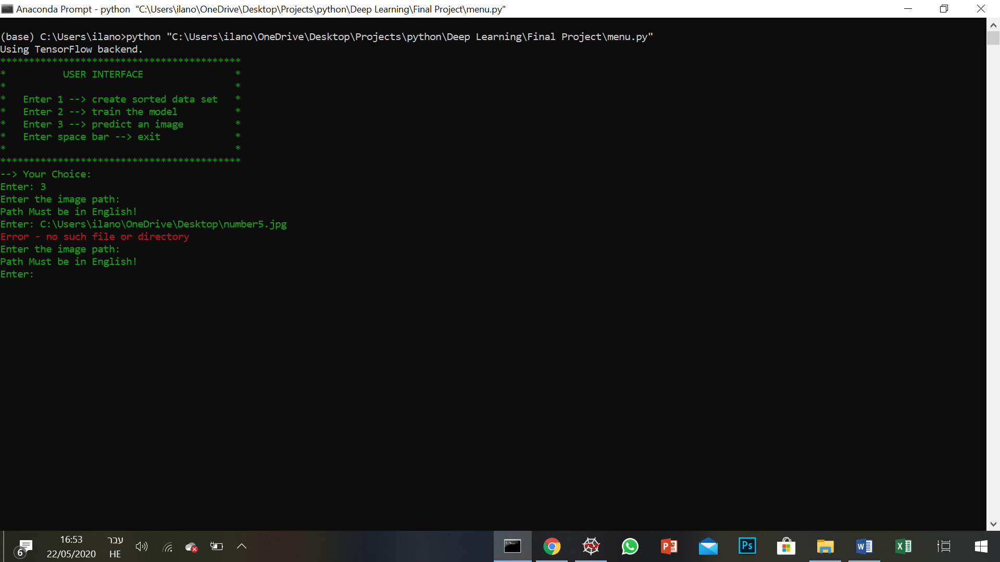 Anaconda Prompt - python  "C:\Users\ilano\OneDrive\Desktop\Projects\python\Deep Learning\Final Project\menu.py"
(base) C:\Users\ilano>python "C:\Users\ilano\OneDrive\Desktop\Projects\python\Deep Learning\Final Project\menu.py"
Using TensorFlow backend.
******************************************
*          USER INTERFACE                *
*                                        *
*   Enter 1 --> create sorted data set   *
*   Enter 2 --> train the model          *
*   Enter 3 --> predict an image         *
*   Enter space bar --> exit             *
*                                        *
******************************************
--> Your Choice:
Enter: 3
Enter the image path:
Path Must be in English!
Enter: C:\Users\ilano\OneDrive\Desktop\number5.jpg
Error - no such file or directory
Enter the image path:
Path Must be in English!
Enter:
6
16:53
22/05/2020
עבר
HE
C:\_
P
Ps
W
X